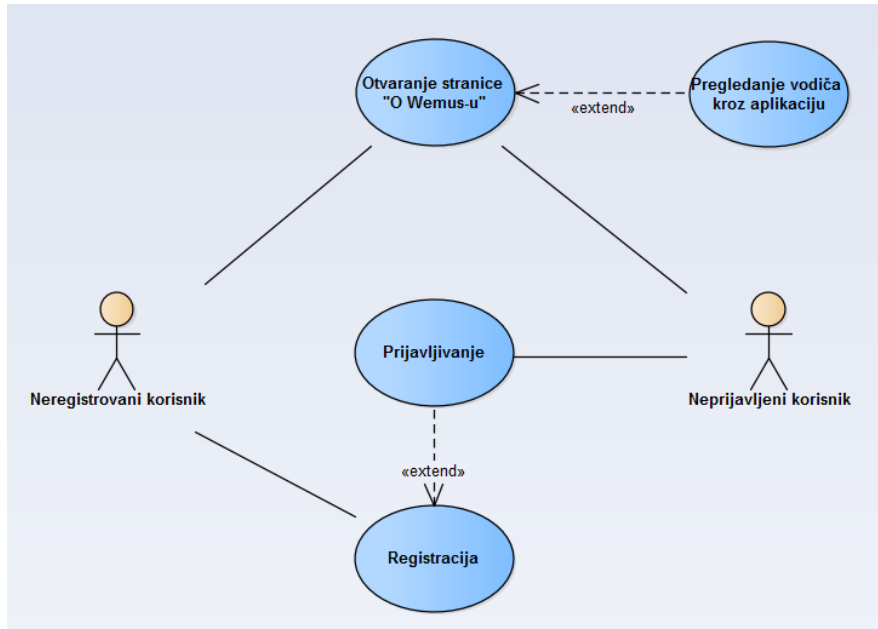 Otvaranje stranice
"O Wemus-u"
Pregledanje vodiča
kroz aplikaciju
«extend»
Prijavljivanje
Neregistrovani korisnik
Neprijavljeni korisnik
«extend»
Registracija